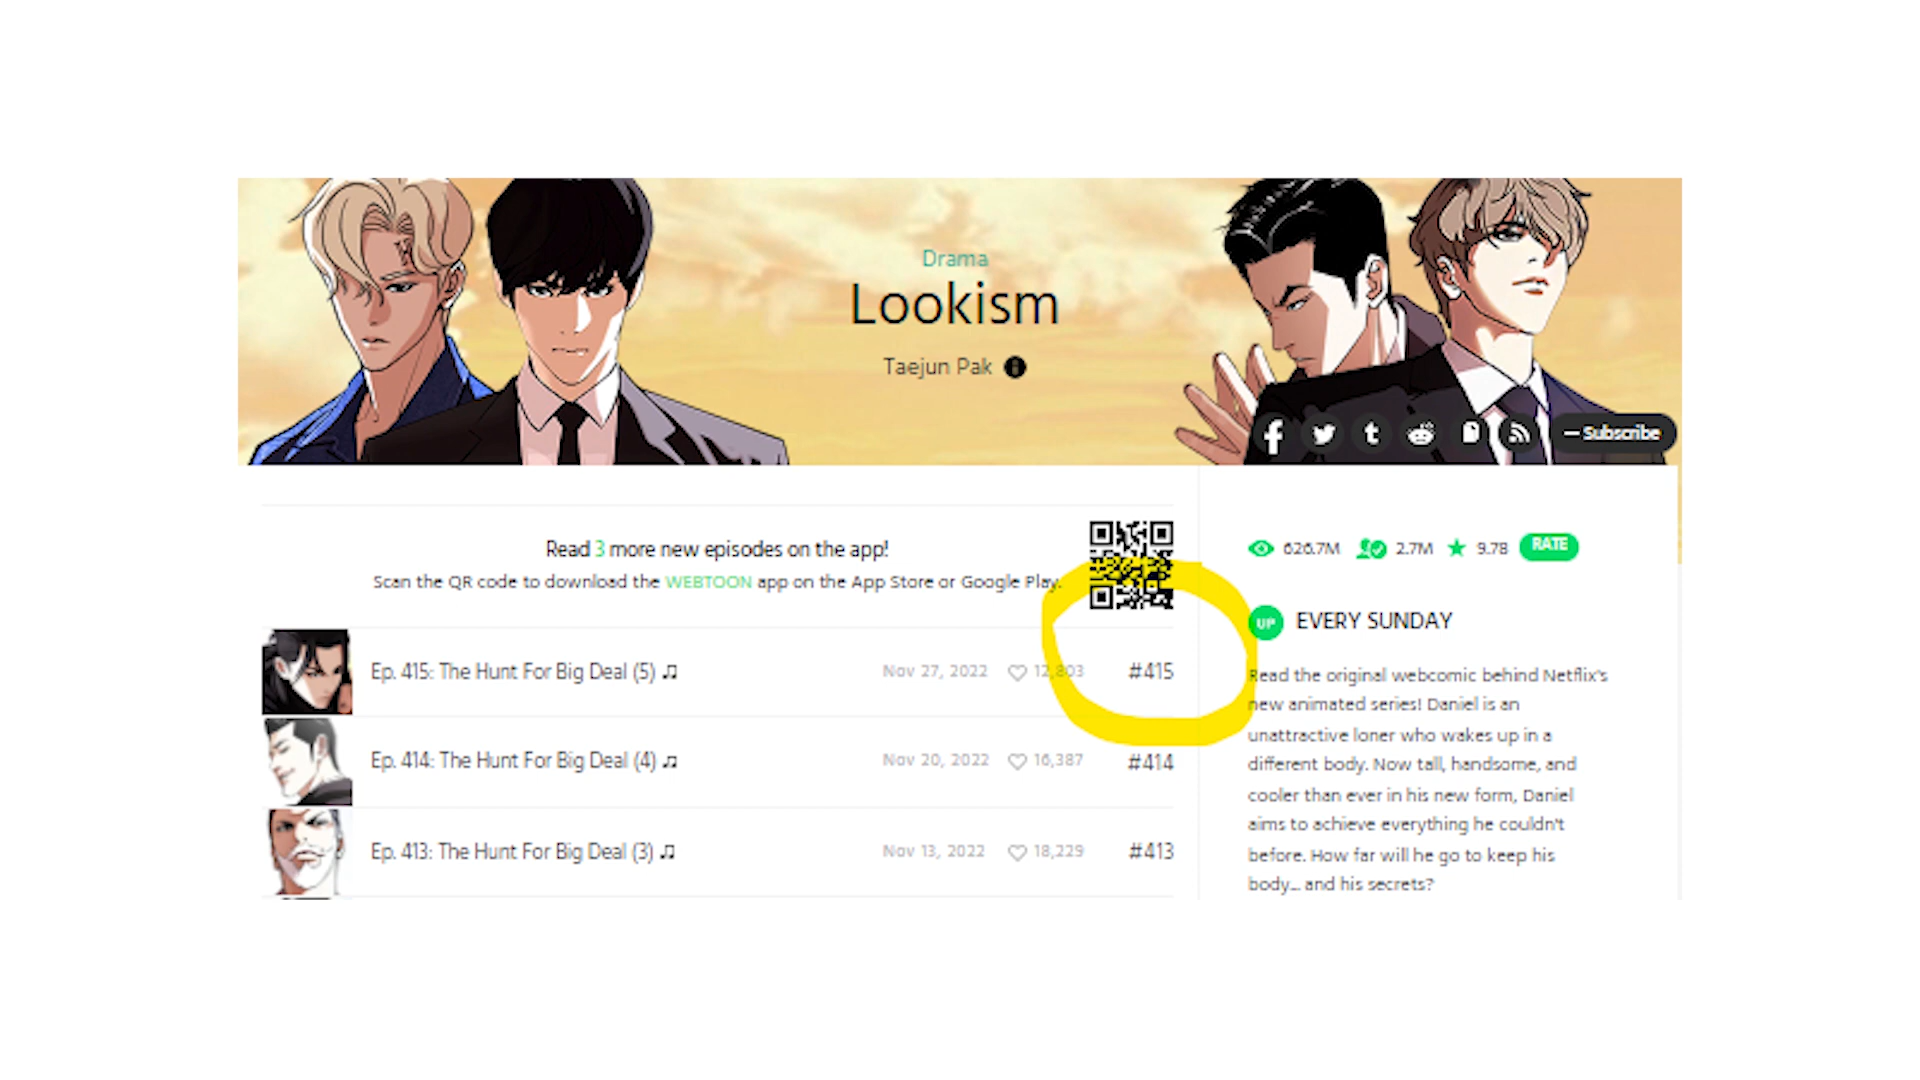 Drama
Lookism
Taejun Pak
Subscribe
Read 3 more new episodes on the app!
Scan the QR code to download the WEBTOON app on the App Store or Google Play.
Ep. 415: The Hunt For Big Deal (5) ♫ Nov 27, 2022 12,803 #415
Ep. 414: The Hunt For Big Deal (4) ♫ Nov 20, 2022 16,387 #414
Ep. 413: The Hunt For Big Deal (3) ♫ Nov 13, 2022 18,229 #413
626.7M 2.7M 9.78 RATE
UP EVERY SUNDAY
Read the original webcomic behind Netflix's
new animated series! Daniel is an
unattractive loner who wakes up in a
different body. Now tall, handsome, and
cooler than ever in his new form, Daniel
aims to achieve everything he couldn't
before. How far will he go to keep his
body... and his secrets?